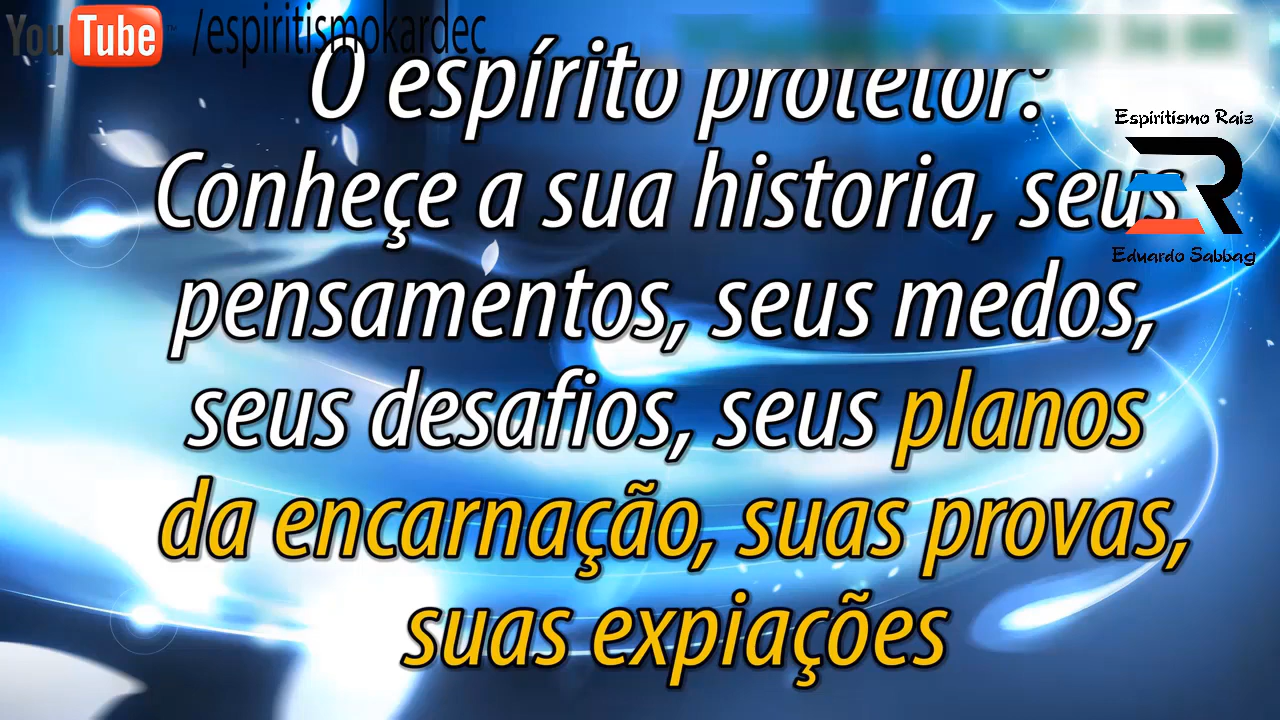 YouTube /espiritismokardec
O espírito protetor:
Espiritismo Raiz
Conheçe a sua historia, seus
ER
Eduardo Sabbag
pensamentos, seus medos,
seus desafios, seus planos
da encarnação, suas provas,
suas expiações